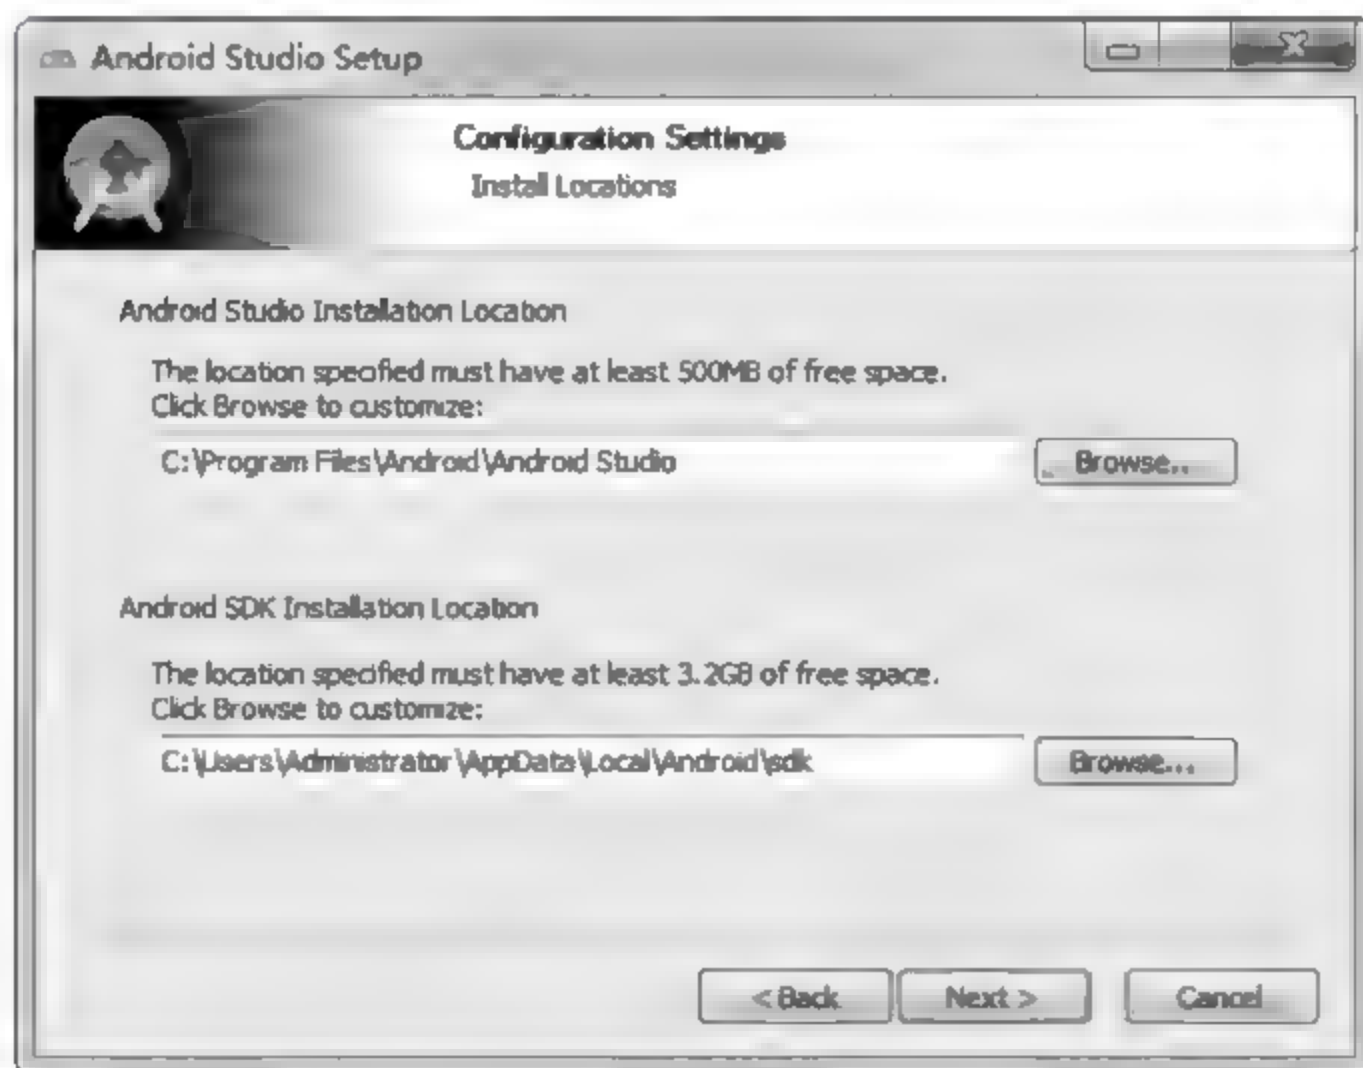 Android Studio Setup
Configuration Settings
Install Locations
Android Studio Installation Location
The location specified must have at least 500MB of free space.
Click Browse to customize:
C:\Program Files\Android\Android Studio
Browse...
Android SDK Installation Location
The location specified must have at least 3.2GB of free space.
Click Browse to customize:
C:\Users\Administrator\AppData\Local\Android\sdk
Browse...
< Back
Next >
Cancel